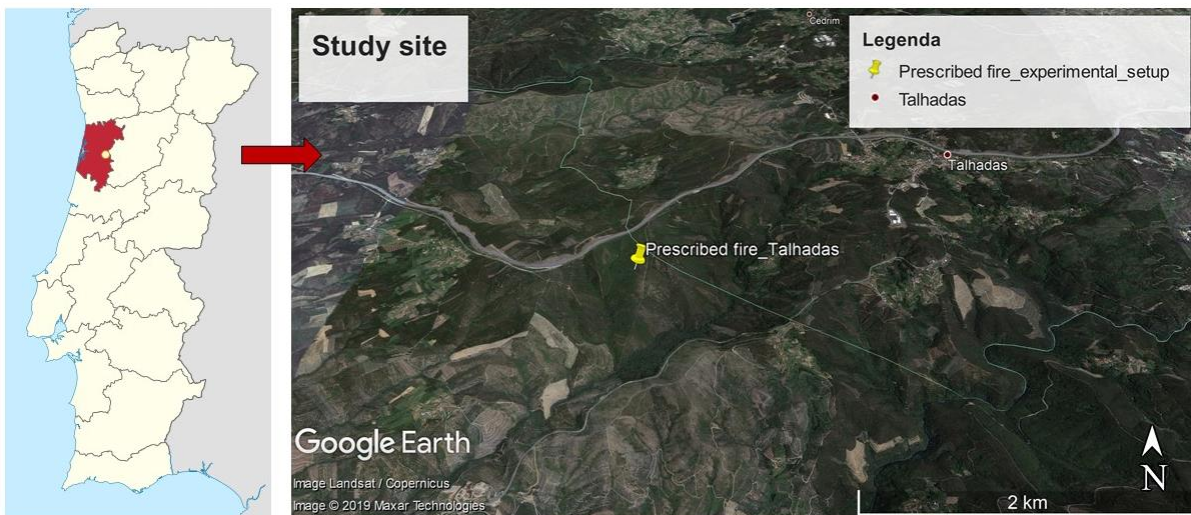 Study site
Cedrim
Legenda
Prescribed fire_experimental_setup
Talhadas
Talhadas
Prescribed fire_Talhadas
Google Earth
Image Landsat / Copernicus
Image © 2019 Maxar Technologies
N
2 km